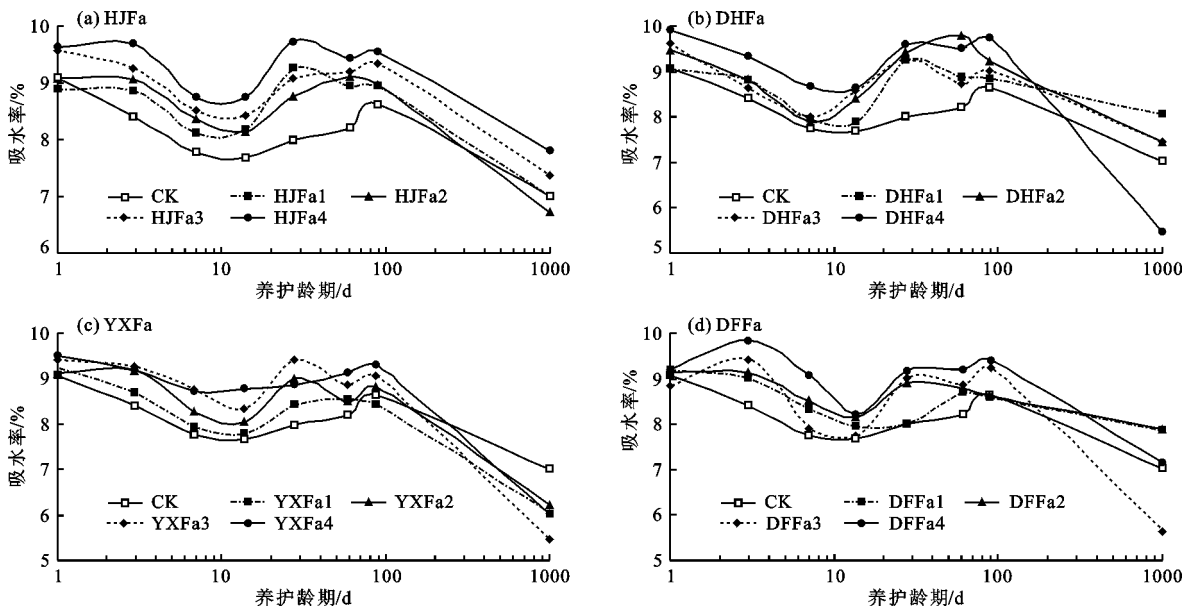 (a) HJFa
吸水率/%
10
9
8
7
6
CK HJFa1 HJFa2
HJFa3 HJFa4
1 10 100 1000
养护龄期/d
(b) DHFa
吸水率/%
10
9
8
7
6
5
CK DHFa1 DHFa2
DHFa3 DHFa4
1 10 100 1000
养护龄期/d
(c) YXFa
吸水率/%
10
9
8
7
6
5
CK YXFa1 YXFa2
YXFa3 YXFa4
1 10 100 1000
养护龄期/d
(d) DFFa
吸水率/%
10
9
8
7
6
5
CK DFFa1 DFFa2
DFFa3 DFFa4
1 10 100 1000
养护龄期/d